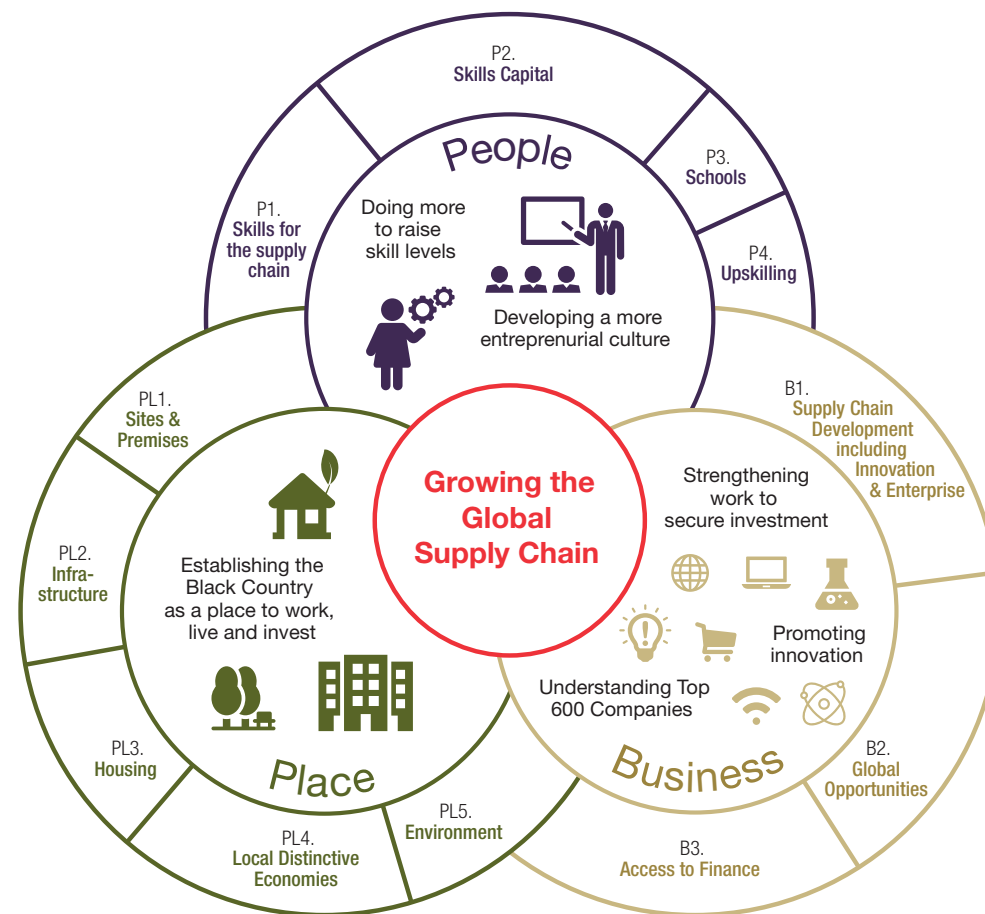 P2.
Skills Capital
People
P3.
Schools
P1.
Skills for
the supply
chain
Doing more
to raise
skill levels
P4.
Upskilling
Developing a more
entreprenurial culture
PL1.
Sites &
Premises
B1.
Supply Chain
Development
including
Innovation
& Enterprise
Growing the
Global
Supply Chain
Strengthening
work to
secure investment
PL2.
Infra-
structure
Establishing the
Black Country
as a place to work,
live and invest
Promoting
innovation
Understanding Top
600 Companies
PL3.
Housing
Place
Business
B2.
Global
Opportunities
PL5.
Environment
PL4.
Local Distinctive
Economies
B3.
Access to Finance